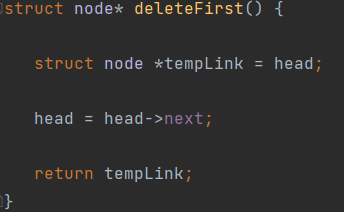 struct node* deleteFirst() {
    struct node *tempLink = head;
    head = head->next;
    return tempLink;
}